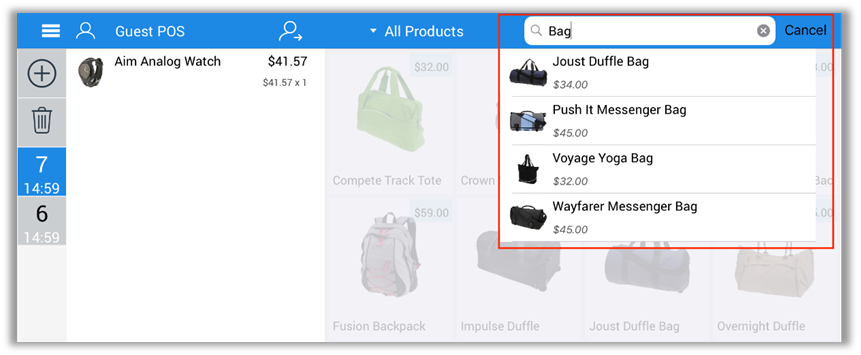 Guest POS
All Products
Bag
Cancel
Aim Analog Watch
$41.57
$41.57 x 1
7
14:59
6
14:59
$32.00
Compete Track Tote
Crown
$59.00
Fusion Backpack
Impulse Duffle
Joust Duffle Bag
Overnight Duffle
Joust Duffle Bag
$34.00
Push It Messenger Bag
$45.00
Voyage Yoga Bag
$32.00
Wayfarer Messenger Bag
$45.00